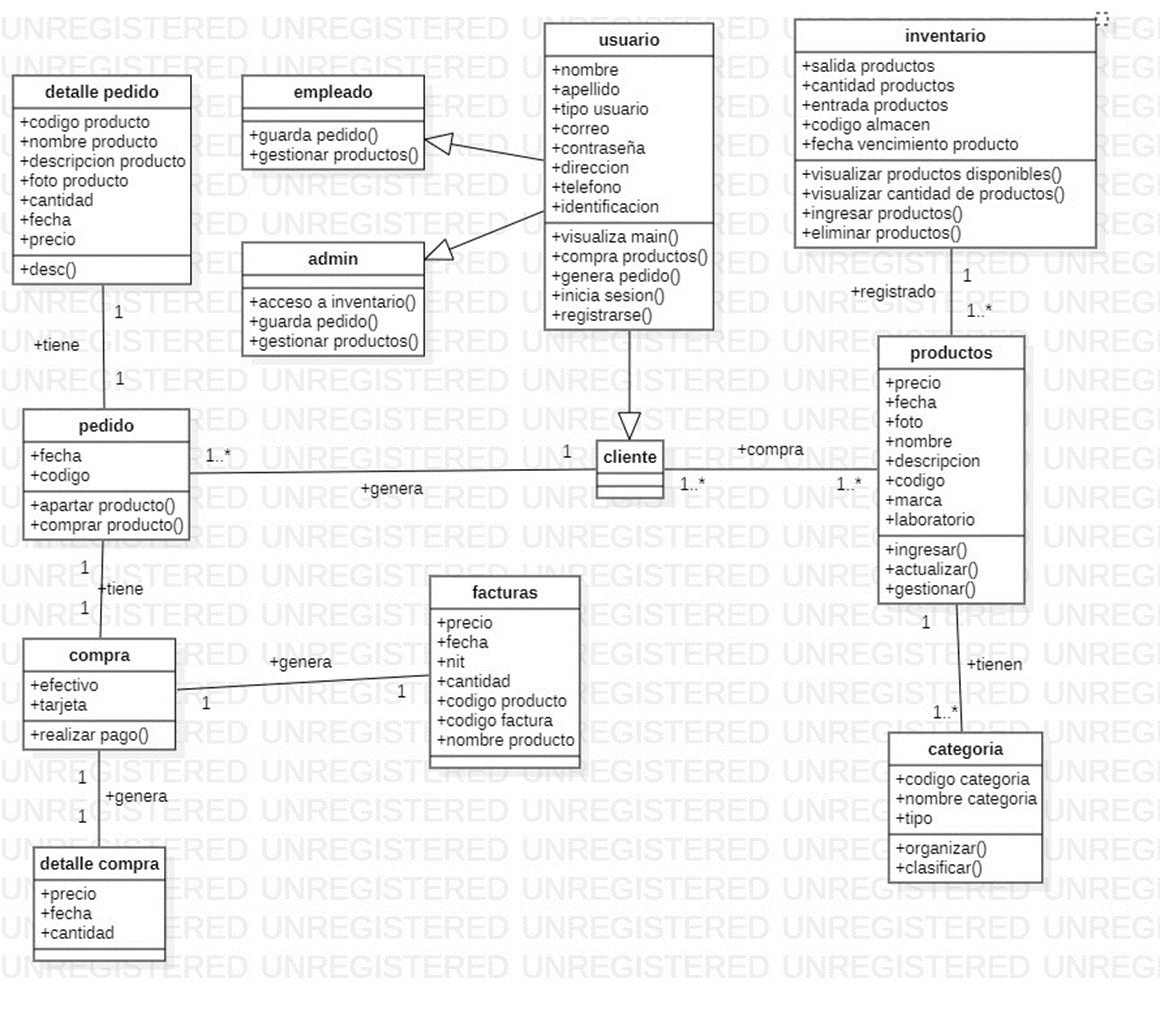 detalle pedido
+codigo producto
+nombre producto
+descripcion producto
+foto producto
+cantidad
+fecha
+precio
+desc()
empleado
+guarda pedido()
+gestionar productos()
admin
+acceso a inventario()
+guarda pedido()
+gestionar productos()
usuario
+nombre
+apellido
+tipo usuario
+correo
+contraseña
+direccion
+telefono
+identificacion
+visualiza main()
+compra productos()
+genera pedido()
+inicia sesion()
+registrarse()
inventario
+salida productos
+cantidad productos
+entrada productos
+codigo almacen
+fecha vencimiento producto
+visualizar productos disponibles()
+visualizar cantidad de productos()
+ingresar productos()
+eliminar productos()
1
+registrado
1..*
1
+tiene
1
pedido
+fecha
+codigo
+apartar producto()
+comprar producto()
1..*
1
+genera
cliente
+compra
1..*
1..*
productos
+precio
+fecha
+foto
+nombre
+descripcion
+codigo
+marca
+laboratorio
+ingresar()
+actualizar()
+gestionar()
1
+tiene
1
compra
+efectivo
+tarjeta
+realizar pago()
+genera
1
1
facturas
+precio
+fecha
+nit
+cantidad
+codigo producto
+codigo factura
+nombre producto
1
+tienen
1..*
categoria
+codigo categoria
+nombre categoria
+tipo
+organizar()
+clasificar()
1
+genera
1
detalle compra
+precio
+fecha
+cantidad
UNREGISTERED